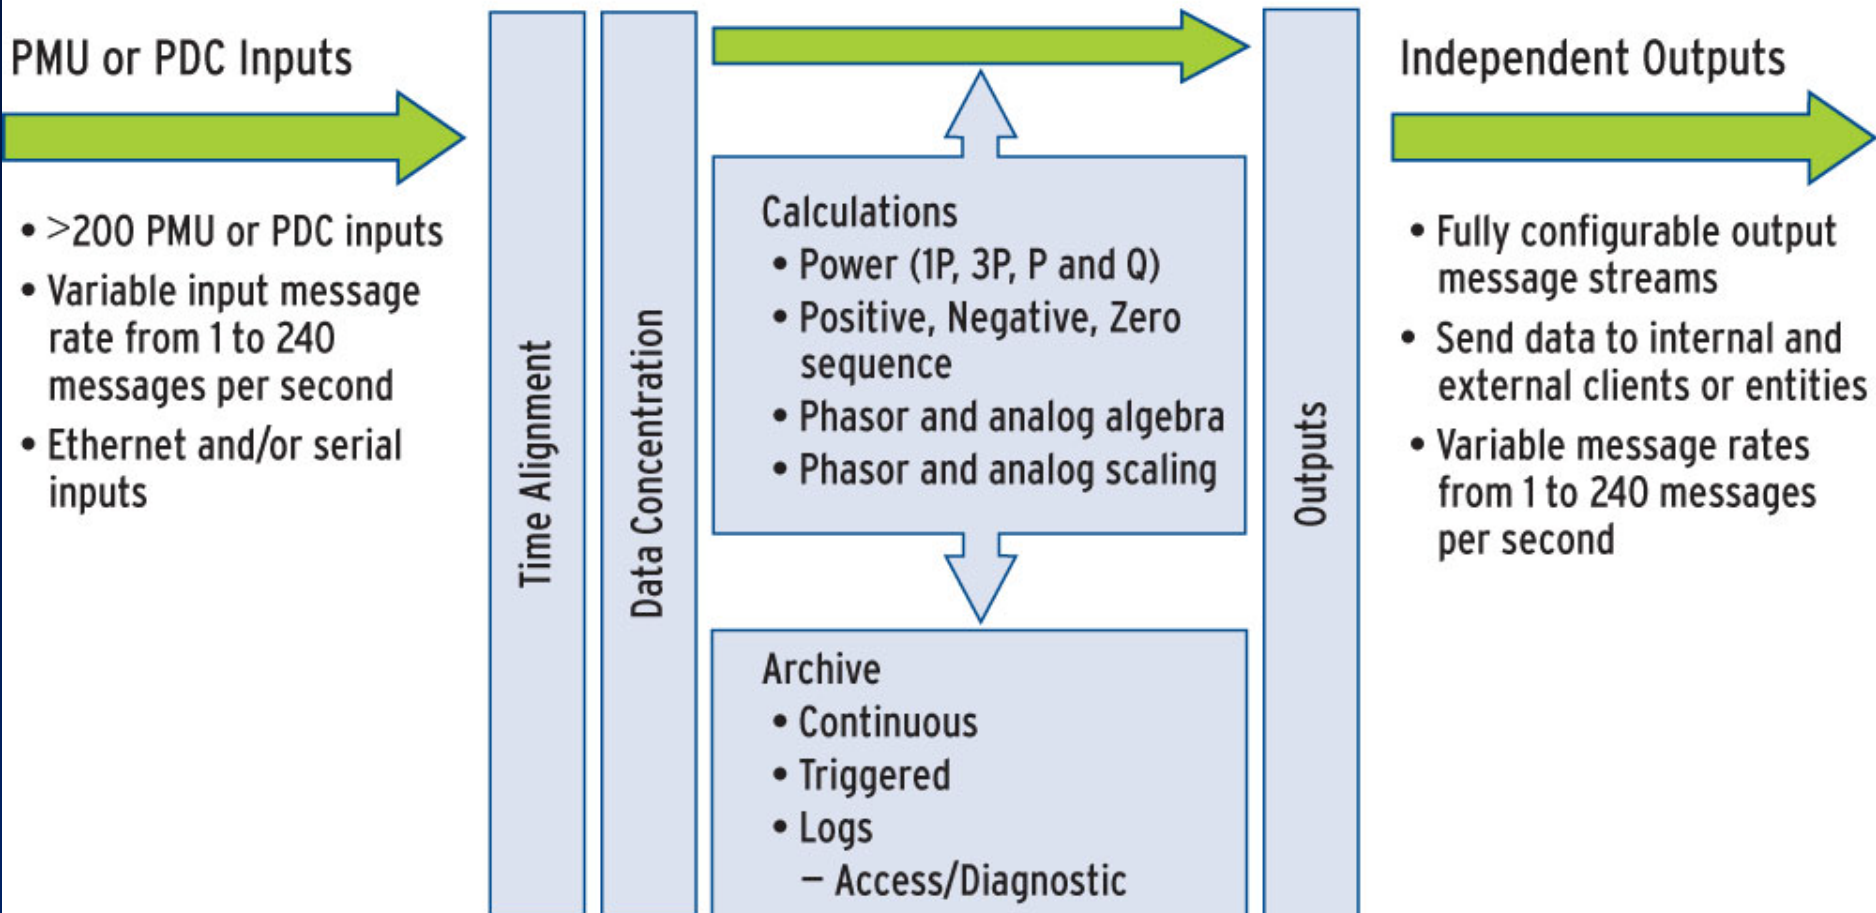 PMU or PDC Inputs
• >200 PMU or PDC inputs
• Variable input message
rate from 1 to 240
messages per second
• Ethernet and/or serial
inputs
Time Alignment
Data Concentration
Calculations
• Power (1P, 3P, P and Q)
• Positive, Negative, Zero
sequence
• Phasor and analog algebra
• Phasor and analog scaling
Archive
• Continuous
• Triggered
• Logs
– Access/Diagnostic
Outputs
Independent Outputs
• Fully configurable output
message streams
• Send data to internal and
external clients or entities
• Variable message rates
from 1 to 240 messages
per second